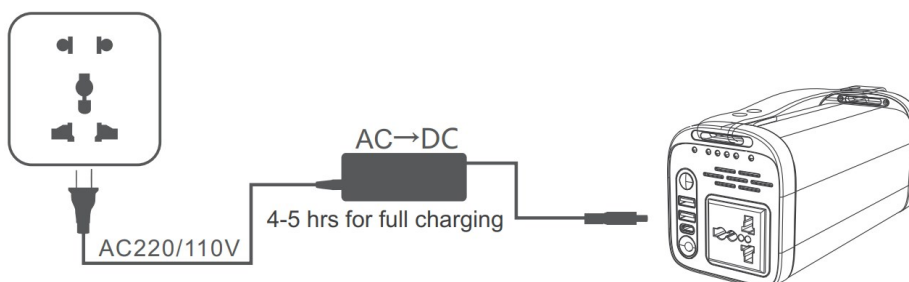 AC→DC
4-5 hrs for full charging
AC220/110V